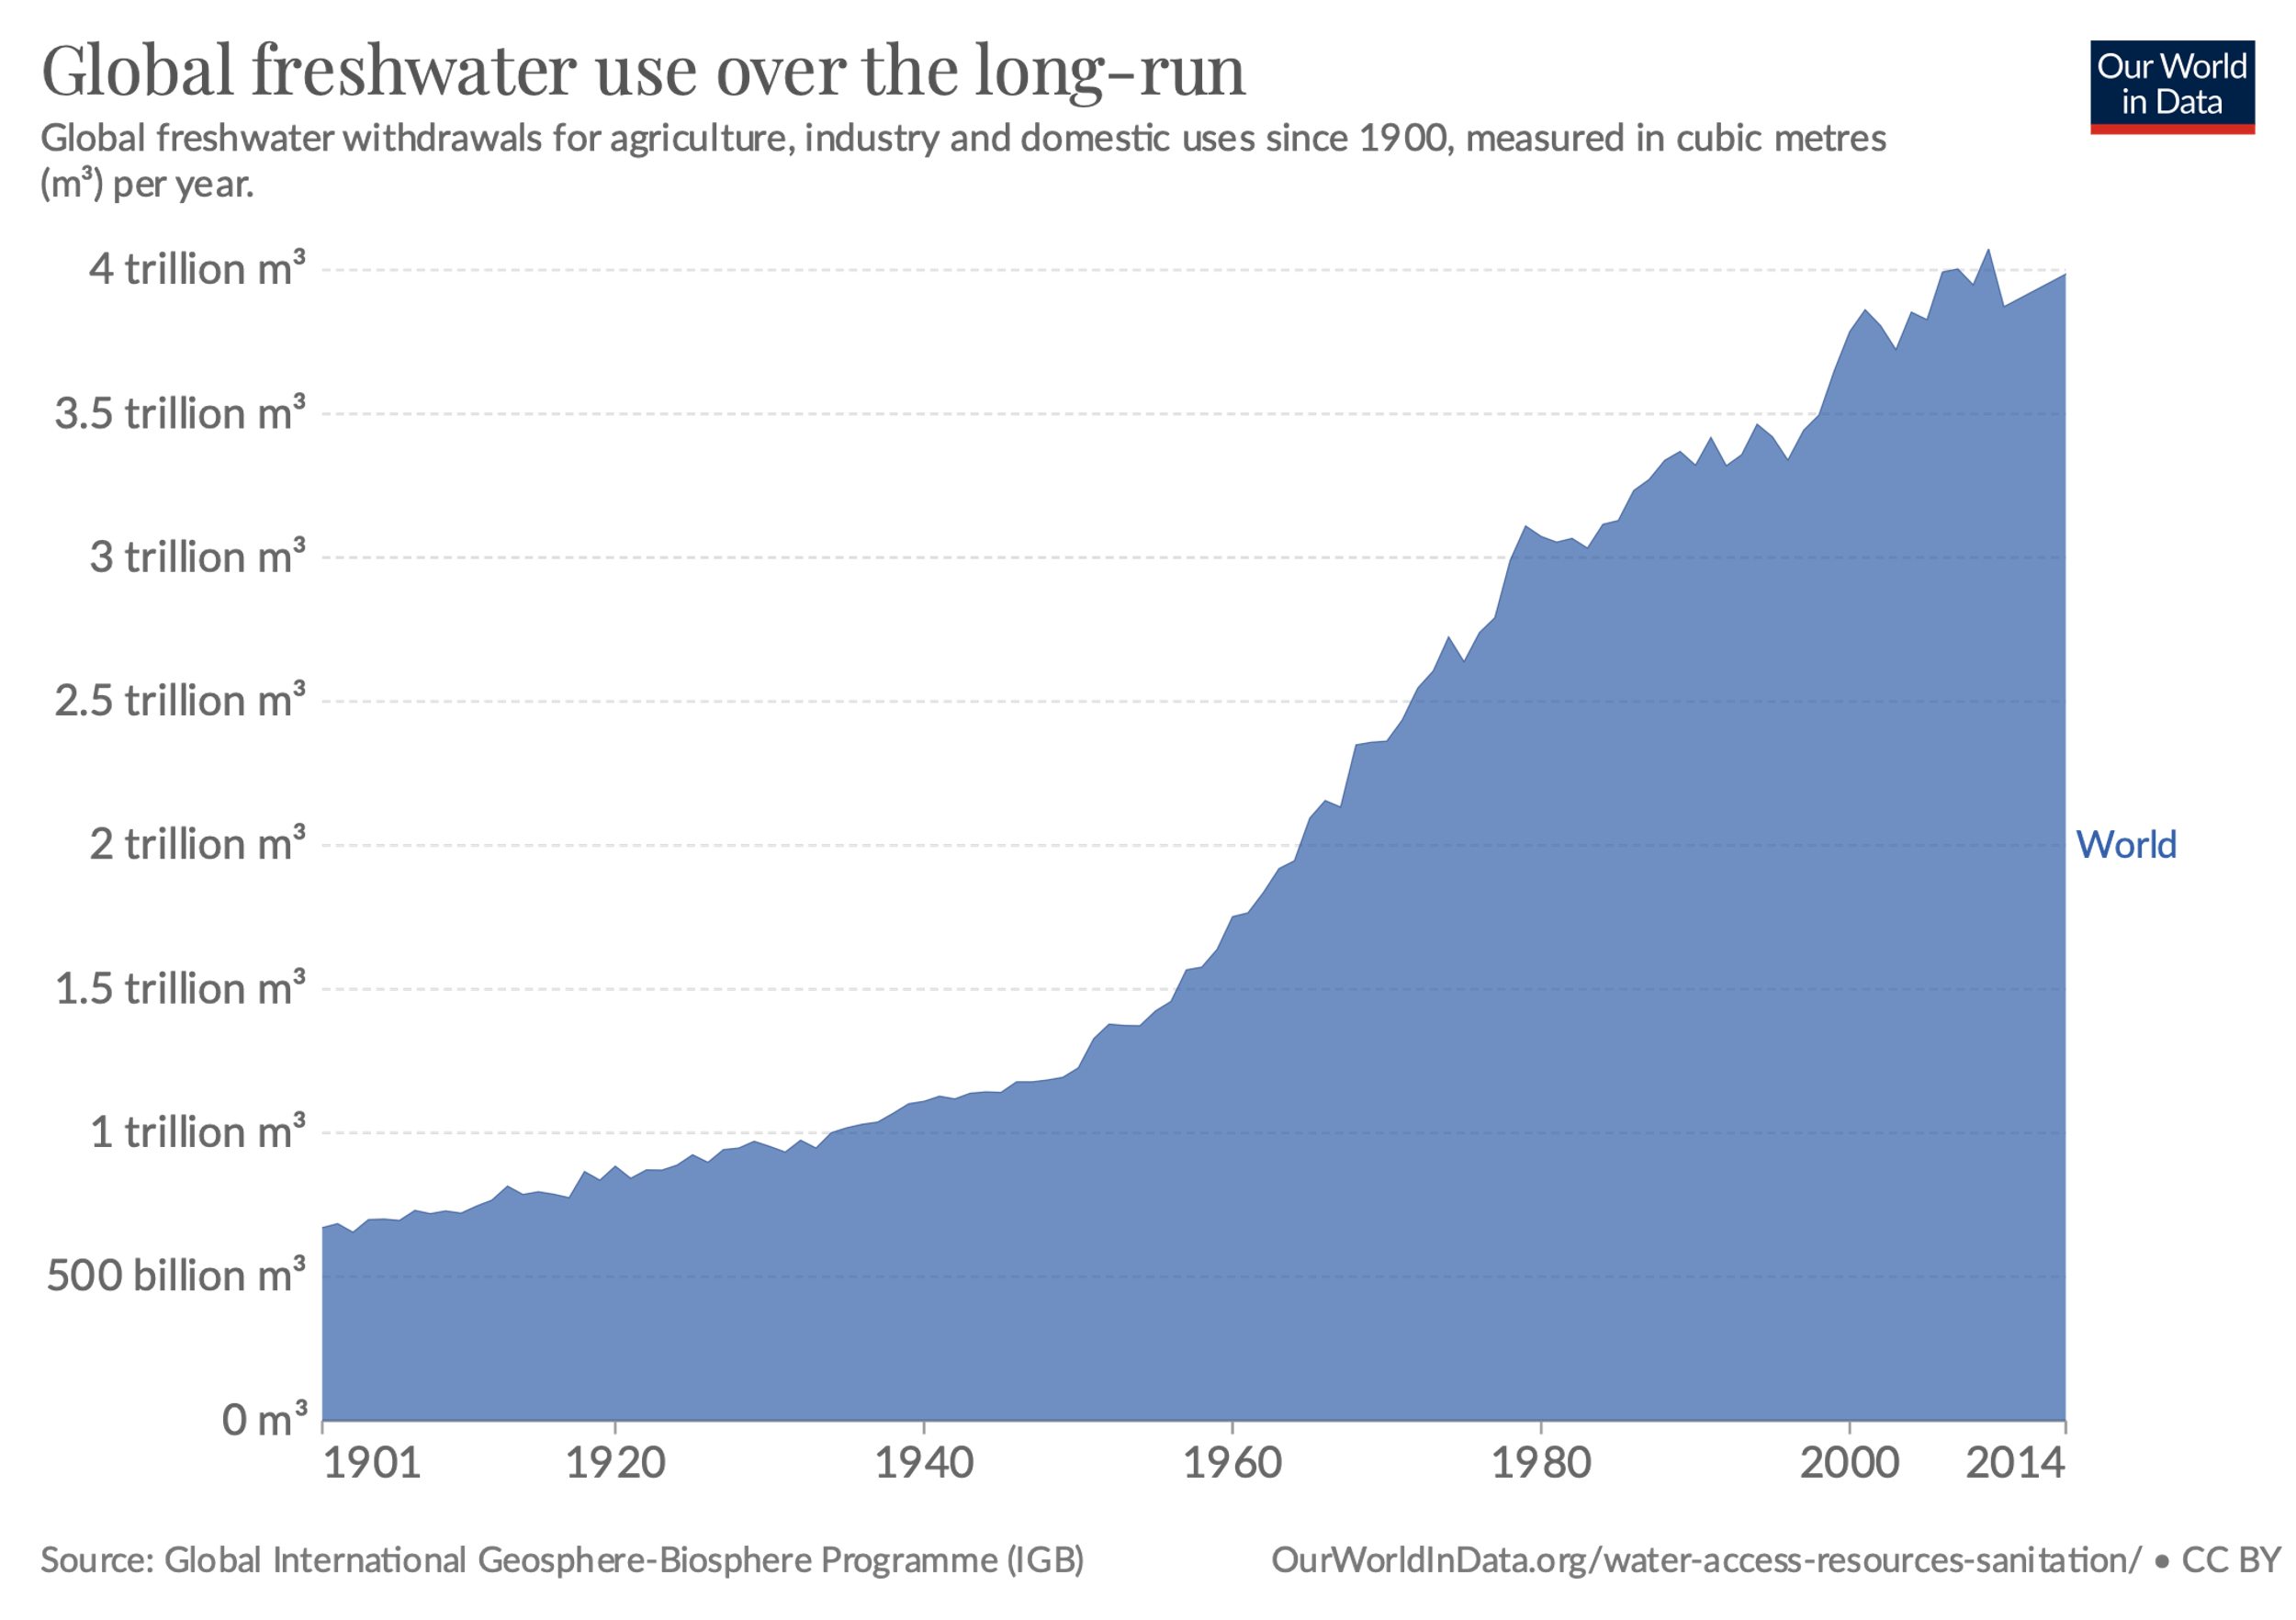 Global freshwater use over the long-run
Our World
in Data
Global freshwater withdrawals for agriculture, industry and domestic uses since 1900, measured in cubic metres
(m³) per year.
4 trillion m³
3.5 trillion m³
3 trillion m³
2.5 trillion m³
2 trillion m³
World
1.5 trillion m³
1 trillion m³
500 billion m³
0 m³
1901 1920 1940 1960 1980 2000 2014
Source: Global International Geosphere-Biosphere Programme (IGB) OurWorldInData.org/water-access-resources-sanitation/ • CC BY